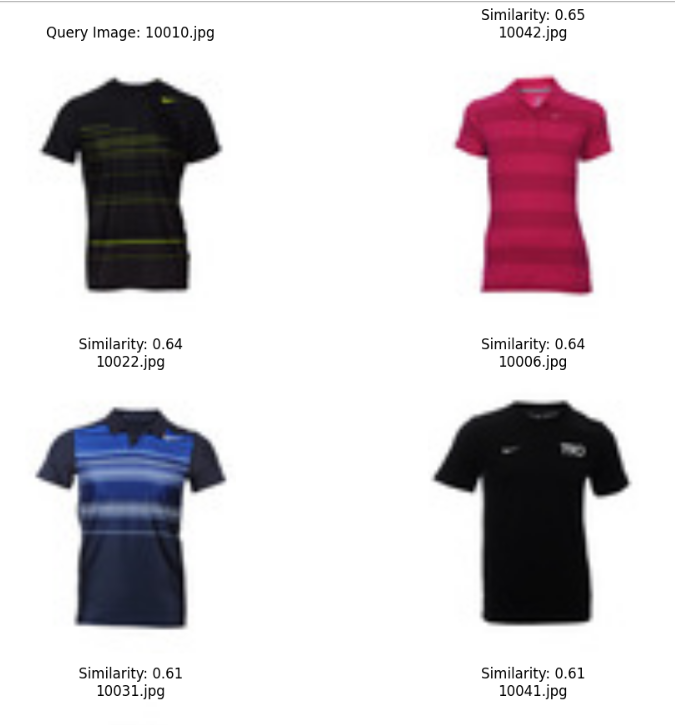 Similarity: 0.65
Query Image: 10010.jpg
10042.jpg
Similarity: 0.64
10022.jpg
Similarity: 0.64
10006.jpg
Similarity: 0.61
10031.jpg
Similarity: 0.61
10041.jpg